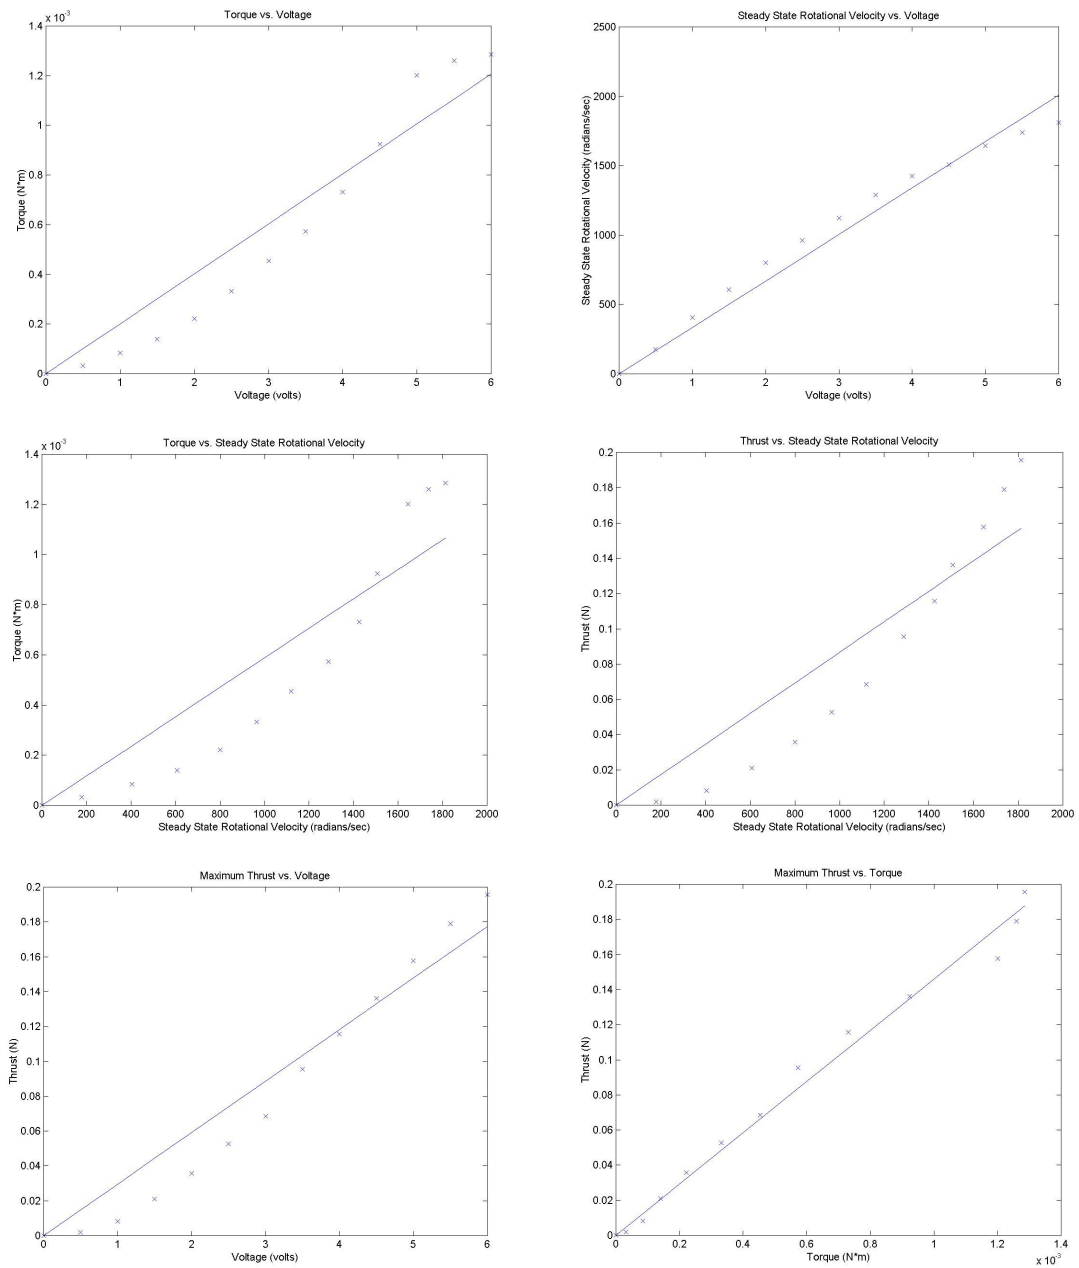 Torque vs. Voltage
x 10⁻³
1.4
1.2
1
0.8
0.6
0.4
0.2
0
Torque (N*m)
0 1 2 3 4 5 6
Voltage (volts)
Steady State Rotational Velocity vs. Voltage
2500
2000
1500
1000
500
0
Steady State Rotational Velocity (radians/sec)
0 1 2 3 4 5 6
Voltage (volts)
Torque vs. Steady State Rotational Velocity
x 10⁻³
1.4
1.2
1
0.8
0.6
0.4
0.2
0
Torque (N*m)
0 200 400 600 800 1000 1200 1400 1600 1800 2000
Steady State Rotational Velocity (radians/sec)
Thrust vs. Steady State Rotational Velocity
0.2
0.18
0.16
0.14
0.12
0.1
0.08
0.06
0.04
0.02
0
Thrust (N)
0 200 400 600 800 1000 1200 1400 1600 1800 2000
Steady State Rotational Velocity (radians/sec)
Maximum Thrust vs. Voltage
0.2
0.18
0.16
0.14
0.12
0.1
0.08
0.06
0.04
0.02
0
Thrust (N)
0 1 2 3 4 5 6
Voltage (volts)
Maximum Thrust vs. Torque
0.2
0.18
0.16
0.14
0.12
0.1
0.08
0.06
0.04
0.02
0
Thrust (N)
0 0.2 0.4 0.6 0.8 1 1.2 1.4
Torque (N*m)
x 10⁻³